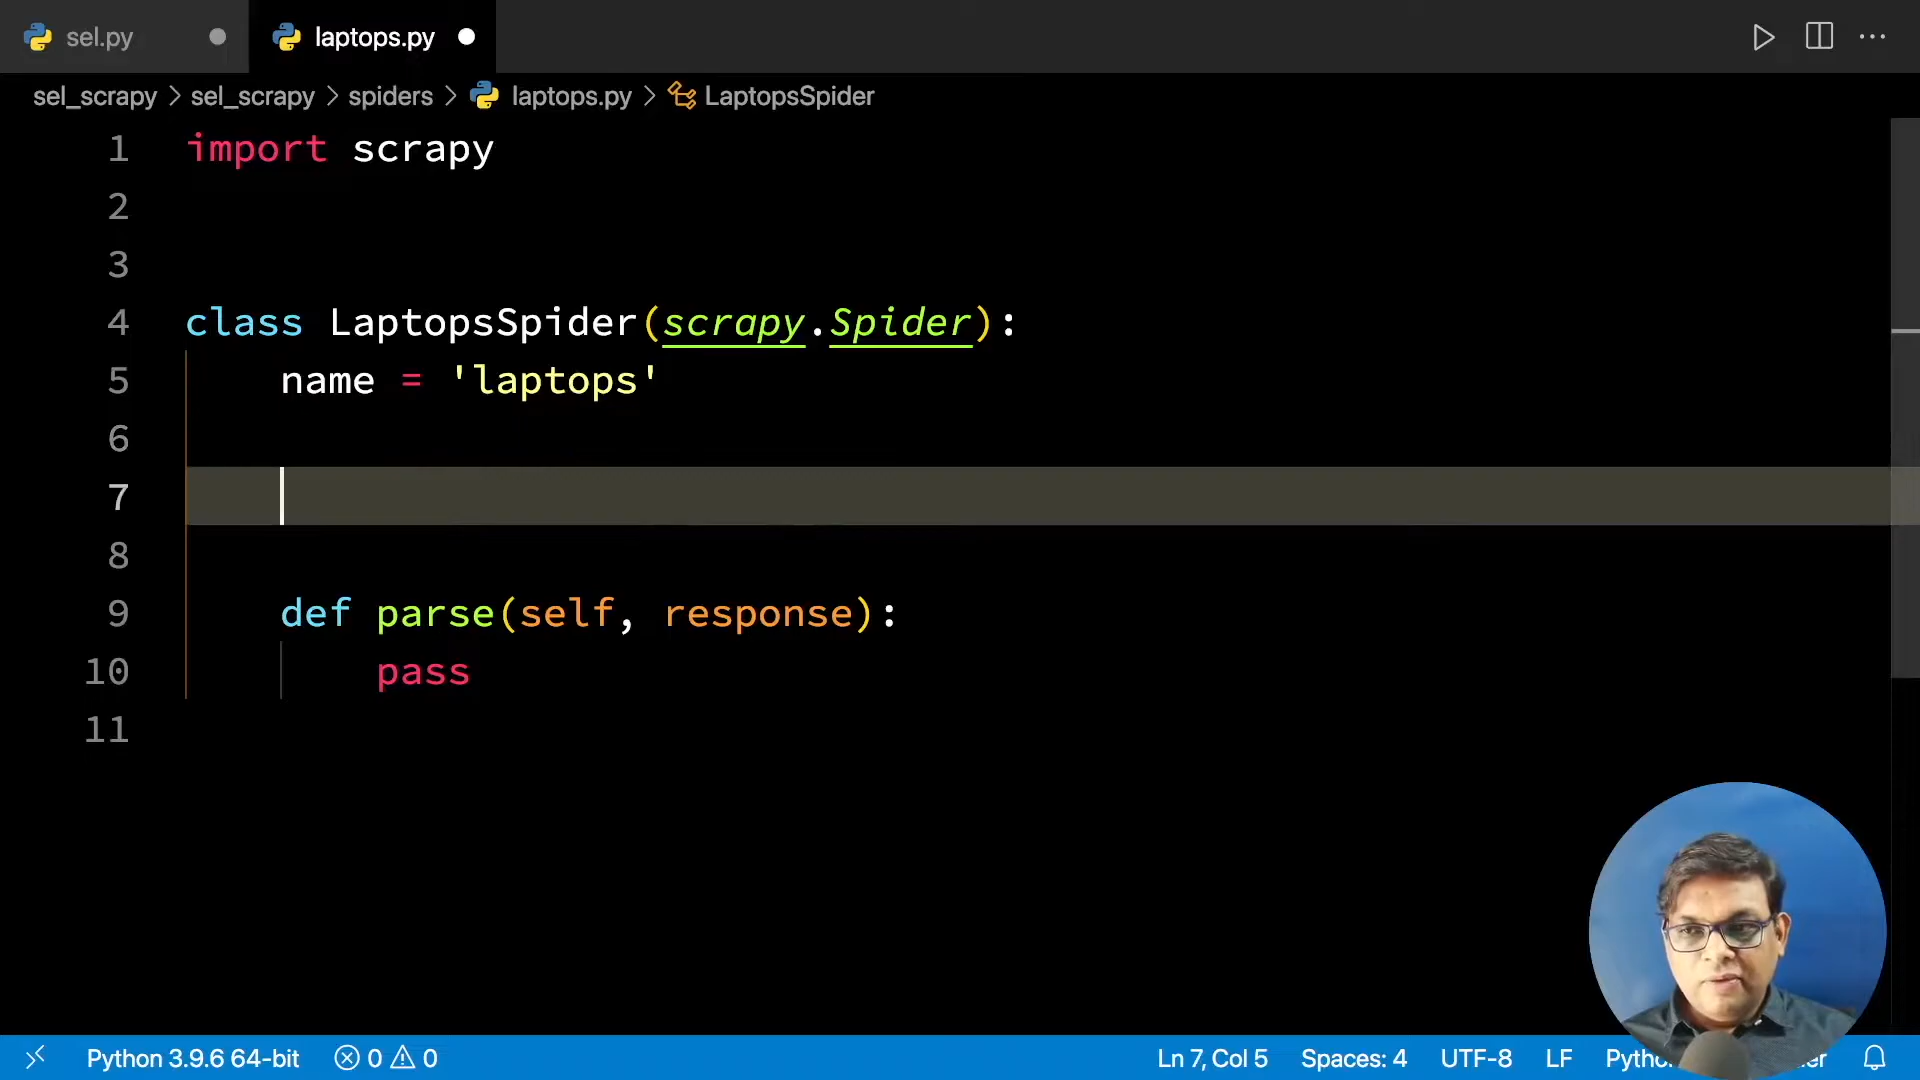 sel.py
laptops.py
sel_scrapy > sel_scrapy > spiders > laptops.py > LaptopsSpider
1 import scrapy
2
3
4 class LaptopsSpider(scrapy.Spider):
5 name = 'laptops'
6
7
8
9 def parse(self, response):
10 pass
11
Python 3.9.6 64-bit 0 0 Ln 7, Col 5 Spaces: 4 UTF-8 LF